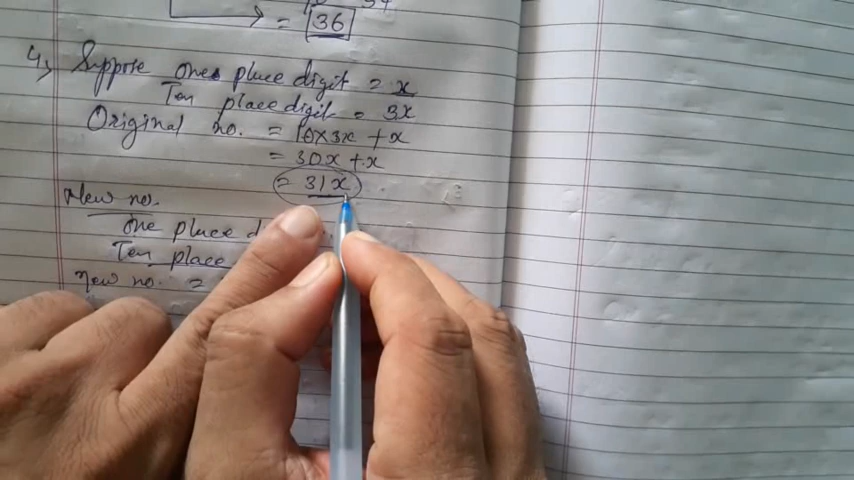 = 36
4) Suppose one place digit = x
Ten place digit = 3x
Original no. = 10×3x + x
= 30x + x
= 31x
New no.
one place d
Ten place
New no. =